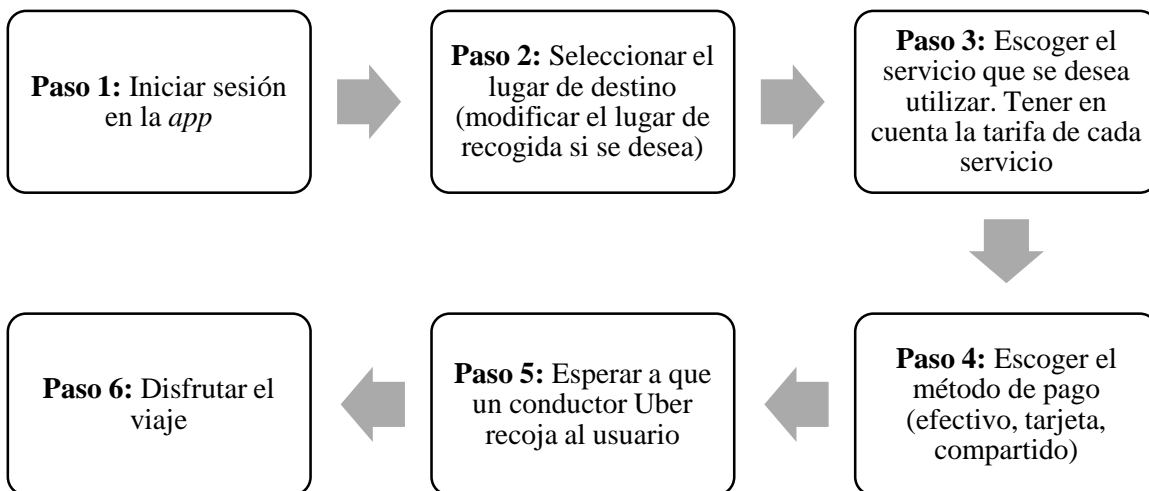 Paso 1: Iniciar sesión
en la app
Paso 2: Seleccionar el
lugar de destino
(modificar el lugar de
recogida si se desea)
Paso 3: Escoger el
servicio que se desea
utilizar. Tener en
cuenta la tarifa de cada
servicio
Paso 4: Escoger el
método de pago
(efectivo, tarjeta,
compartido)
Paso 5: Esperar a que
un conductor Uber
recoja al usuario
Paso 6: Disfrutar el
viaje